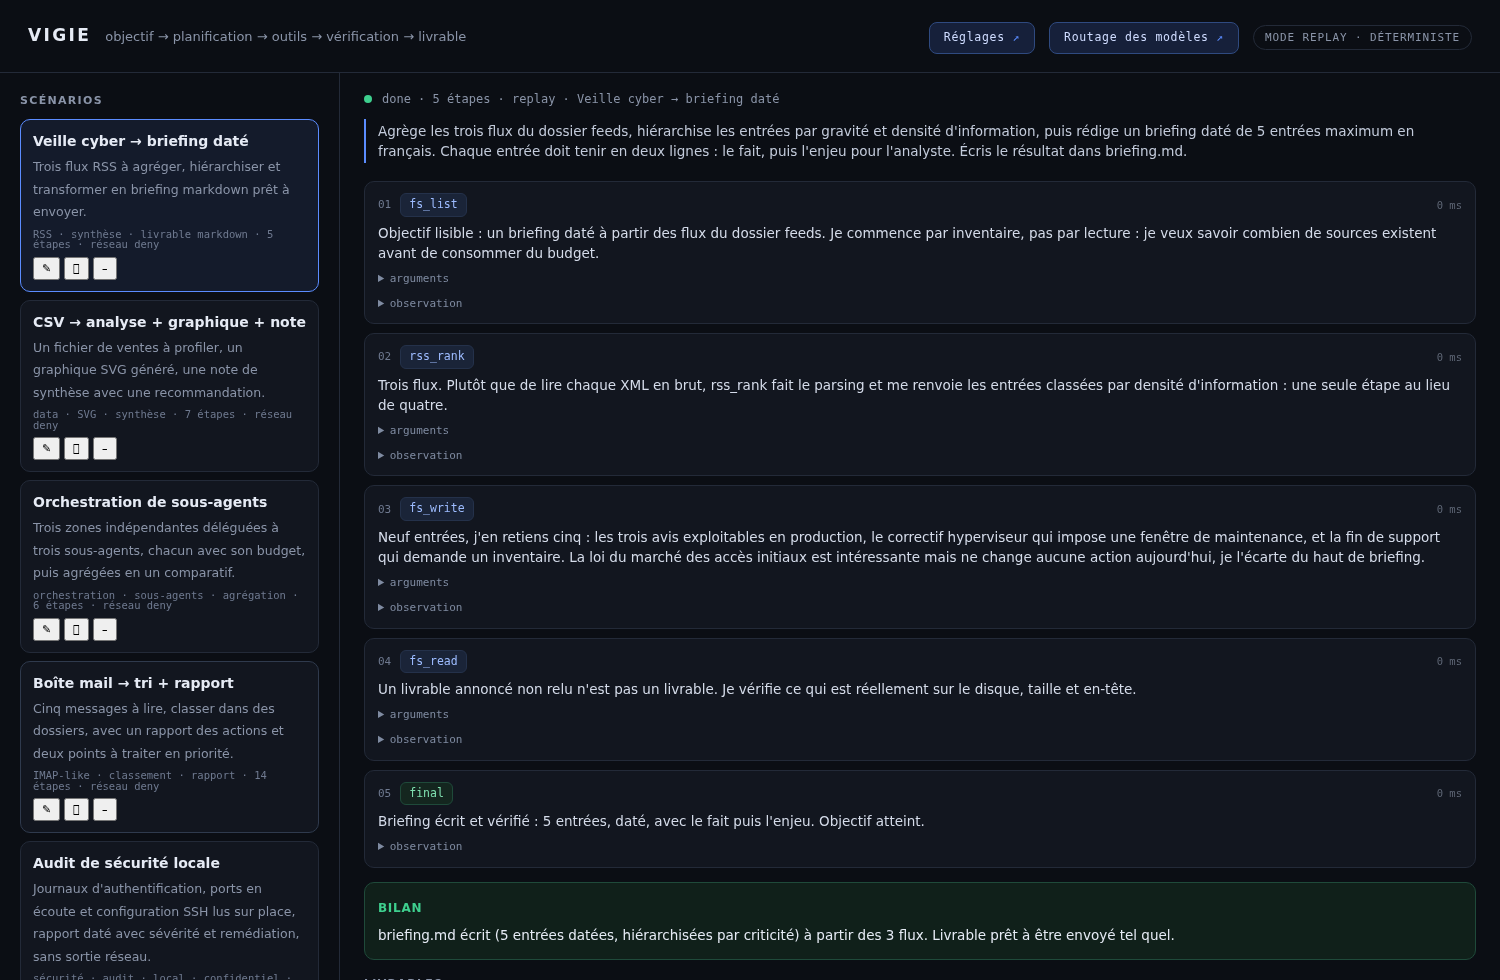 VIGIE objectif → planification → outils → vérification → livrable
Réglages ↗ Routage des modèles ↗ MODE REPLAY · DÉTERMINISTE
SCÉNARIOS
Veille cyber → briefing daté
Trois flux RSS à agréger, hiérarchiser et
transformer en briefing markdown prêt à
envoyer.
RSS · synthèse · livrable markdown · 5
étapes · réseau deny
✎ –
CSV → analyse + graphique + note
Un fichier de ventes à profiler, un
graphique SVG généré, une note de
synthèse avec une recommandation.
data · SVG · synthèse · 7 étapes · réseau
deny
✎ –
Orchestration de sous-agents
Trois zones indépendantes déléguées à
trois sous-agents, chacun avec son budget,
puis agrégées en un comparatif.
orchestration · sous-agents · agrégation ·
6 étapes · réseau deny
✎ –
Boîte mail → tri + rapport
Cinq messages à lire, classer dans des
dossiers, avec un rapport des actions et
deux points à traiter en priorité.
IMAP-like · classement · rapport · 14
étapes · réseau deny
✎ –
Audit de sécurité locale
Journaux d'authentification, ports en
écoute et configuration SSH lus sur place,
rapport daté avec sévérité et remédiation,
sans sortie réseau.
sécurité · audit · local · confidentiel ·
done · 5 étapes · replay · Veille cyber → briefing daté
Agrège les trois flux du dossier feeds, hiérarchise les entrées par gravité et densité d'information, puis rédige un briefing daté de 5 entrées maximum en
français. Chaque entrée doit tenir en deux lignes : le fait, puis l'enjeu pour l'analyste. Écris le résultat dans briefing.md.
01 fs_list 0 ms
Objectif lisible : un briefing daté à partir des flux du dossier feeds. Je commence par inventaire, pas par lecture : je veux savoir combien de sources existent
avant de consommer du budget.
▶ arguments
▶ observation
02 rss_rank 0 ms
Trois flux. Plutôt que de lire chaque XML en brut, rss_rank fait le parsing et me renvoie les entrées classées par densité d'information : une seule étape au lieu
de quatre.
▶ arguments
▶ observation
03 fs_write 0 ms
Neuf entrées, j'en retiens cinq : les trois avis exploitables en production, le correctif hyperviseur qui impose une fenêtre de maintenance, et la fin de support
qui demande un inventaire. La loi du marché des accès initiaux est intéressante mais ne change aucune action aujourd'hui, je l'écarte du haut de briefing.
▶ arguments
▶ observation
04 fs_read 0 ms
Un livrable annoncé non relu n'est pas un livrable. Je vérifie ce qui est réellement sur le disque, taille et en-tête.
▶ arguments
▶ observation
05 final 0 ms
Briefing écrit et vérifié : 5 entrées, daté, avec le fait puis l'enjeu. Objectif atteint.
▶ observation
BILAN
briefing.md écrit (5 entrées datées, hiérarchisées par criticité) à partir des 3 flux. Livrable prêt à être envoyé tel quel.